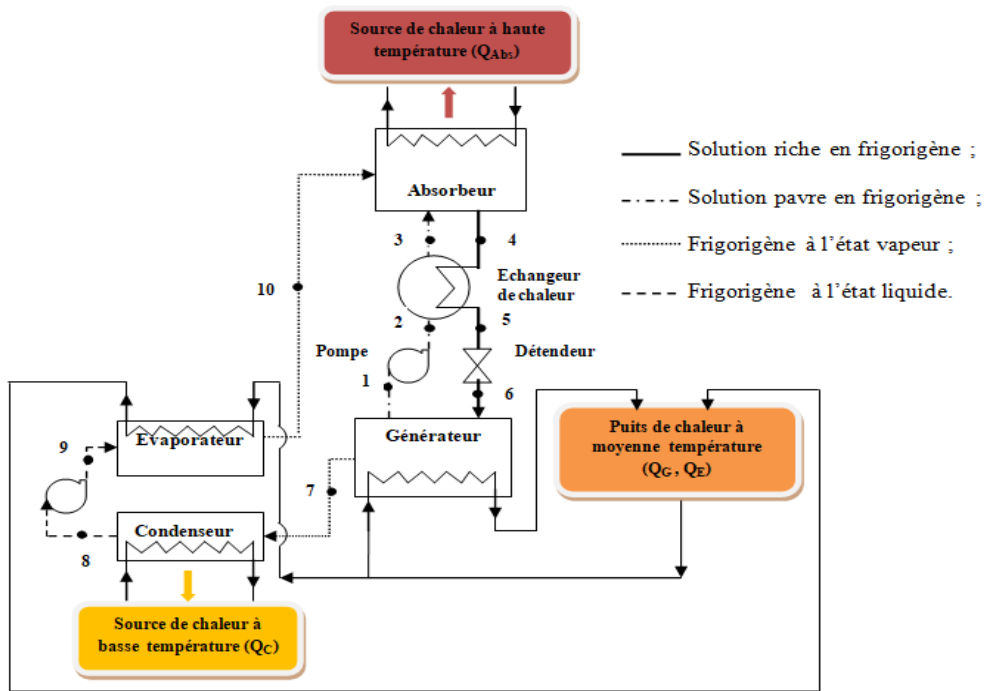 Source de chaleur à haute
température (QAbs)
Absorbeur
Solution riche en frigorigène ;
Solution pavre en frigorigène ;
Frigorigène à l'état vapeur ;
Frigorigène à l'état liquide.
3
4
10
Echangeur
de chaleur
2
5
Pompe
Détendeur
1
6
Evaporateur
Générateur
Puits de chaleur à
moyenne température
(QG , QE)
9
7
Condenseur
8
Source de chaleur à
basse température (QC)